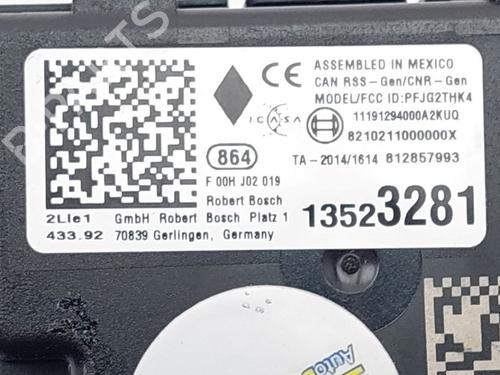 CE ASSEMBLED IN MEXICO
CAN RSS-Gen/CNR-Gen
MODEL/FCC ID:PFJG2THK4
ICASA
11191294000A2KUQ
8210211000000X
TA-2014/1614 812857993
864
F 00H J02 019
Robert Bosch
2LIe1 GmbH Robert Bosch Platz 1
433.92 70839 Gerlingen, Germany
13523281
Auto